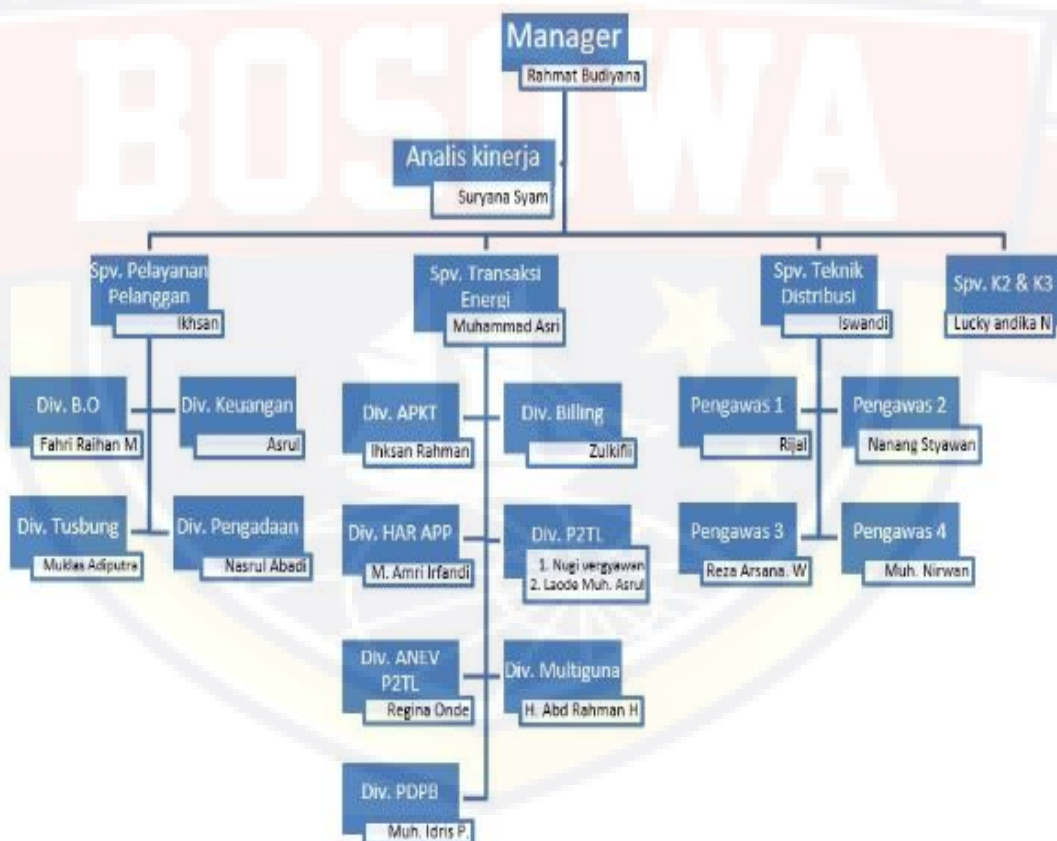 BOSOWA
Manager
Rahmat Budiyana
Analis kinerja
Suryana Syam
Spv. Pelayanan
Pelanggan
Ikhsan
Spv. Transaksi
Energi
Muhammad Asri
Spv. Teknik
Distribusi
Iswandi
Spv. K2 & K3
Lucky andika N
Div. B.O
Fahri Raihan M
Div. Keuangan
Asrul
Div. APKT
Ihksan Rahman
Div. Billing
Zulkifli
Pengawas 1
Rijal
Pengawas 2
Nanang Styawan
Div. Tusbung
Muklas Adiputra
Div. Pengadaan
Nasrul Abadi
Div. HAR APP
M. Amri Irfandi
Div. P2TL
1. Nugi vergyawan
2. Laode Muh. Asrul
Pengawas 3
Reza Arsana. W
Pengawas 4
Muh. Nirwan
Div. ANEV
P2TL
Regina Onde
Div. Multiguna
H. Abd Rahman H
Div. PDPB
Muh. Idris P.